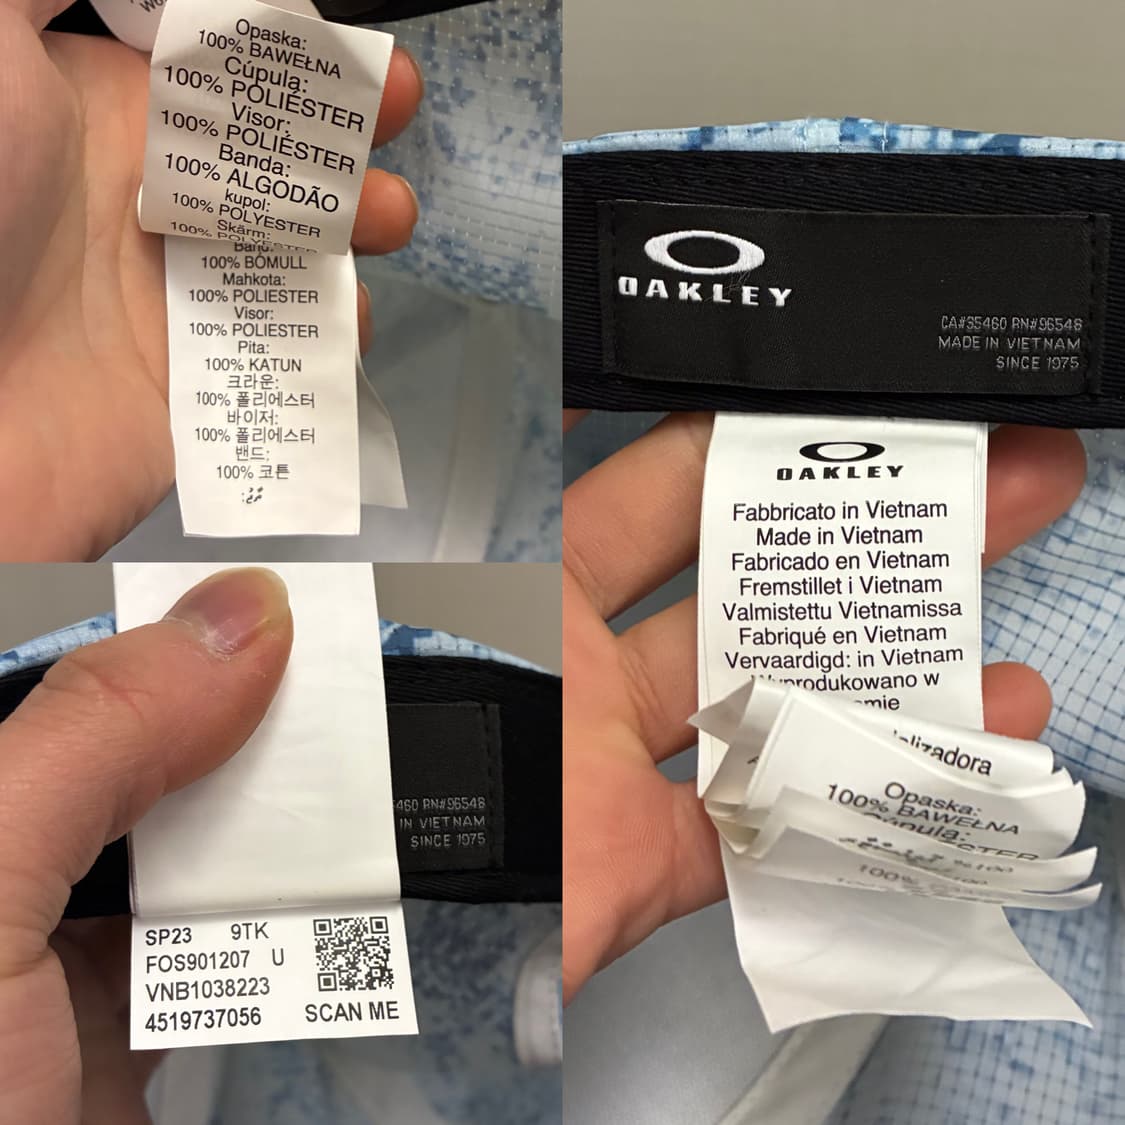 Opaska:
100% BAWEŁNA
Cúpula:
100% POLIÉSTER
Visor:
100% POLIÉSTER
Banda:
100% ALGODÃO
kupol:
100% POLYESTER
Skärm:
100% POLYESTER
Band:
100% BOMULL
Mahkota:
100% POLIESTER
Visor:
100% POLIESTER
Pita:
100% KATUN
크라운:
100% 폴리에스터
바이저:
100% 폴리에스터
밴드:
100% 코튼
OAKLEY
CA#35460 RN#96548
MADE IN VIETNAM
SINCE 1975
OAKLEY
Fabbricato in Vietnam
Made in Vietnam
Fabricado en Vietnam
Fremstillet i Vietnam
Valmistettu Vietnamissa
Fabriqué en Vietnam
Vervaardigd: in Vietnam
Wyprodukowano w
Opaska:
100% BAWEŁNA
Cúpula:
460 RN#96548
IN VIETNAM
SINCE 1975
SP23 9TK
FOS901207 U
VNB1038223
4519737056
SCAN ME